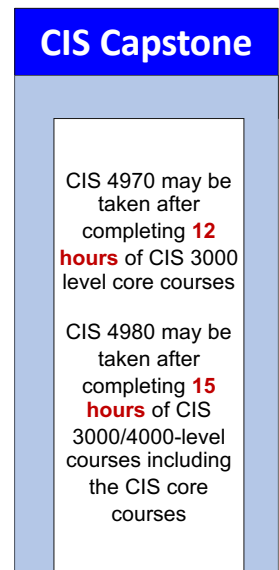 CIS Capstone
CIS 4970 may be
taken after
completing 12
hours of CIS 3000
level core courses
CIS 4980 may be
taken after
completing 15
hours of CIS
3000/4000-level
courses including
the CIS core
courses